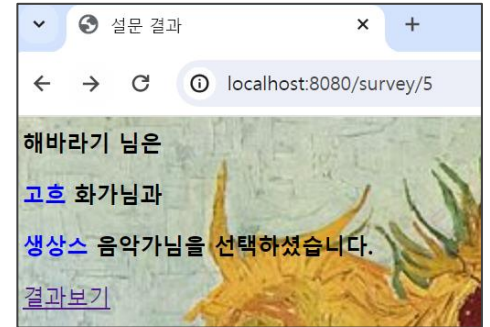 설문 결과
localhost:8080/survey/5
해바라기 님은
고흐 화가님과
생상스 음악가님을 선택하셨습니다.
결과보기